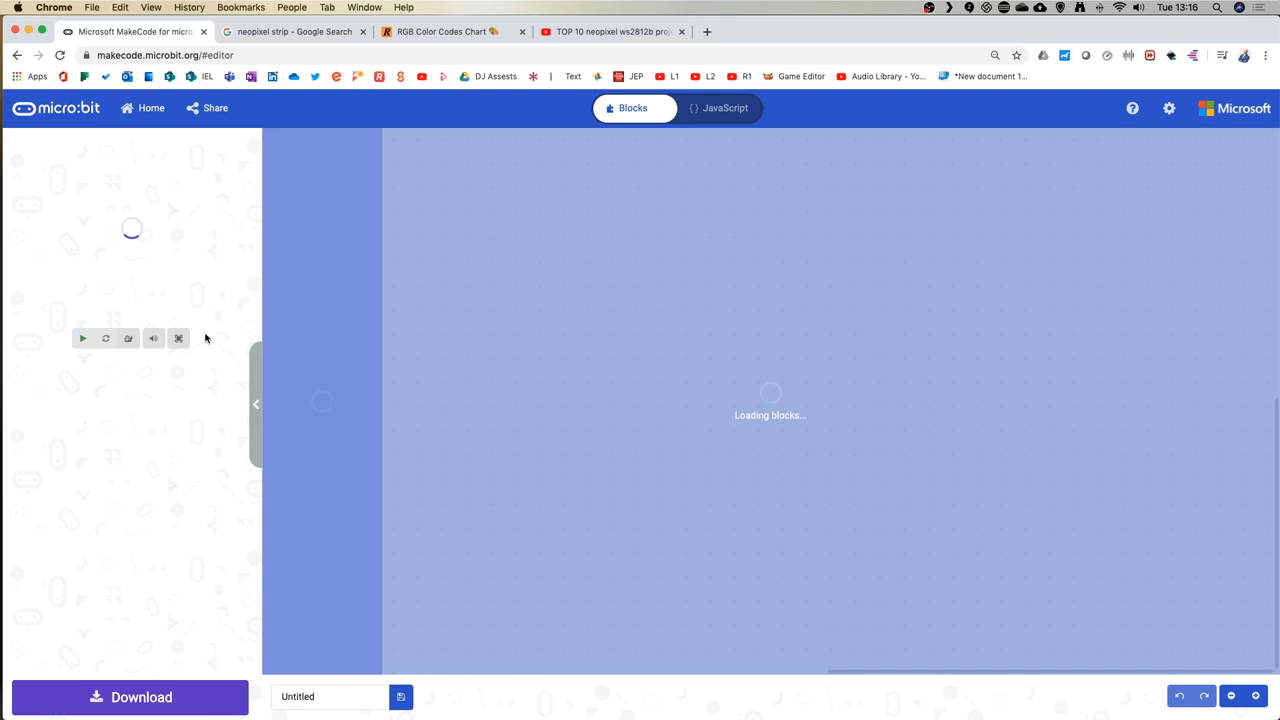 Chrome File Edit View History Bookmarks People Tab Window Help Tue 13:16
Microsoft MakeCode for micro neopixel strip - Google Search RGB Color Codes Chart TOP 10 neopixel ws2812b proj
makecode.microbit.org/#editor
Apps IEL DJ Assests Text JEP L1 L2 R1 Game Editor Audio Library - Yo... *New document 1...
micro:bit Home Share Blocks { } JavaScript Microsoft
Loading blocks...
Download Untitled